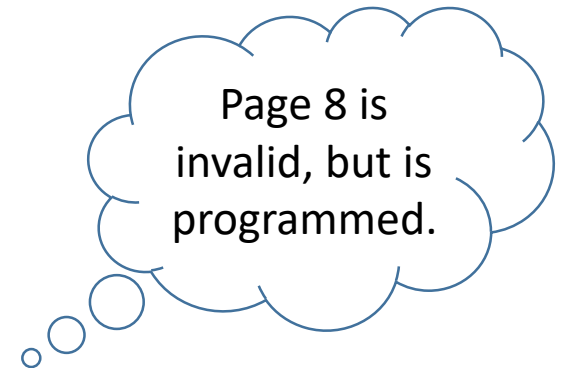 Page 8 is
invalid, but is
programmed.